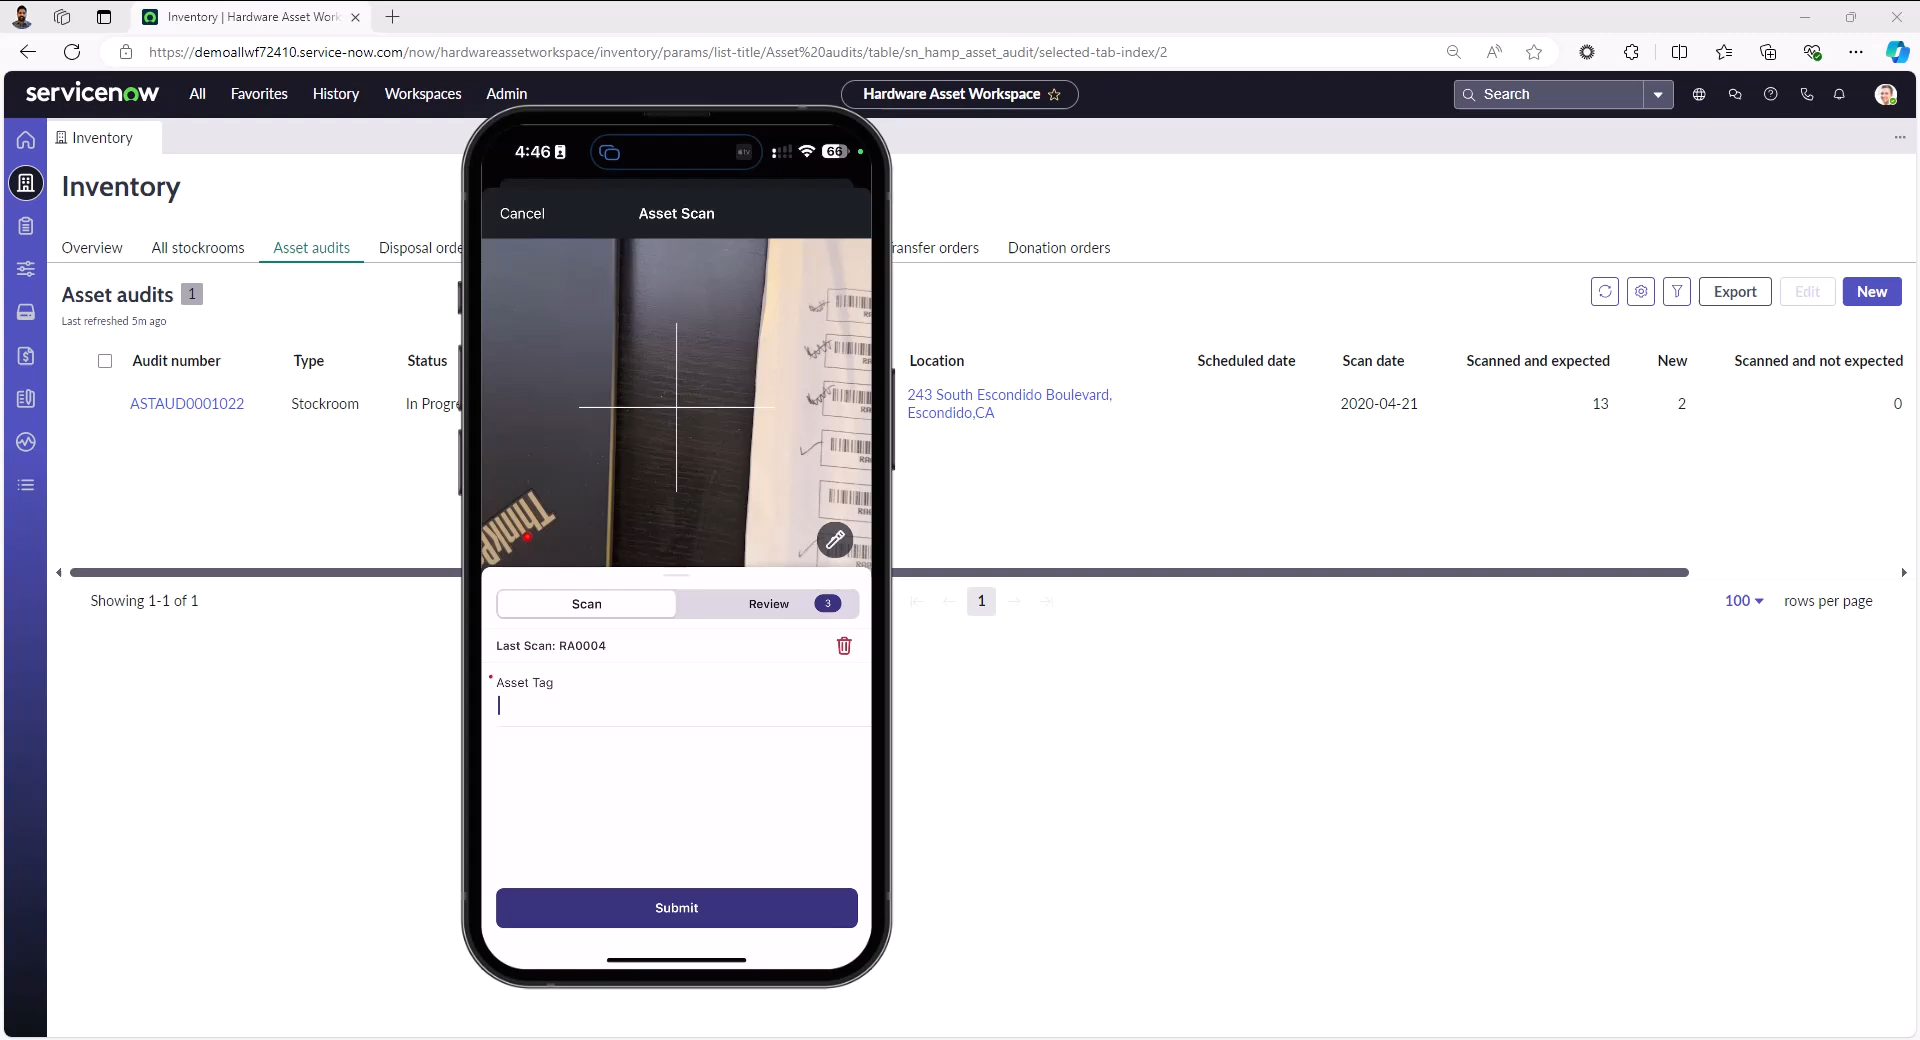 Inventory | Hardware Asset Work
https://demoallwf72410.service-now.com/now/hardwareassetworkspace/inventory/params/list-title/Asset%20audits/table/sn_hamp_asset_audit/selected-tab-index/2
servicenow
All
Favorites
History
Workspaces
Admin
Hardware Asset Workspace
Search
Inventory
Inventory
Overview
All stockrooms
Asset audits
Disposal orde
ransfer orders
Donation orders
Asset audits 1
Last refreshed 5m ago
Export
Edit
New
Audit number
Type
Status
Location
Scheduled date
Scan date
Scanned and expected
New
Scanned and not expected
ASTAUD0001022
Stockroom
In Progre
243 South Escondido Boulevard,
Escondido,CA
2020-04-21
13
2
0
Showing 1-1 of 1
1
100
rows per page
4:46
tv
66
Cancel
Asset Scan
ThinkP
Scan
Review 3
Last Scan: RA0004
* Asset Tag
Submit